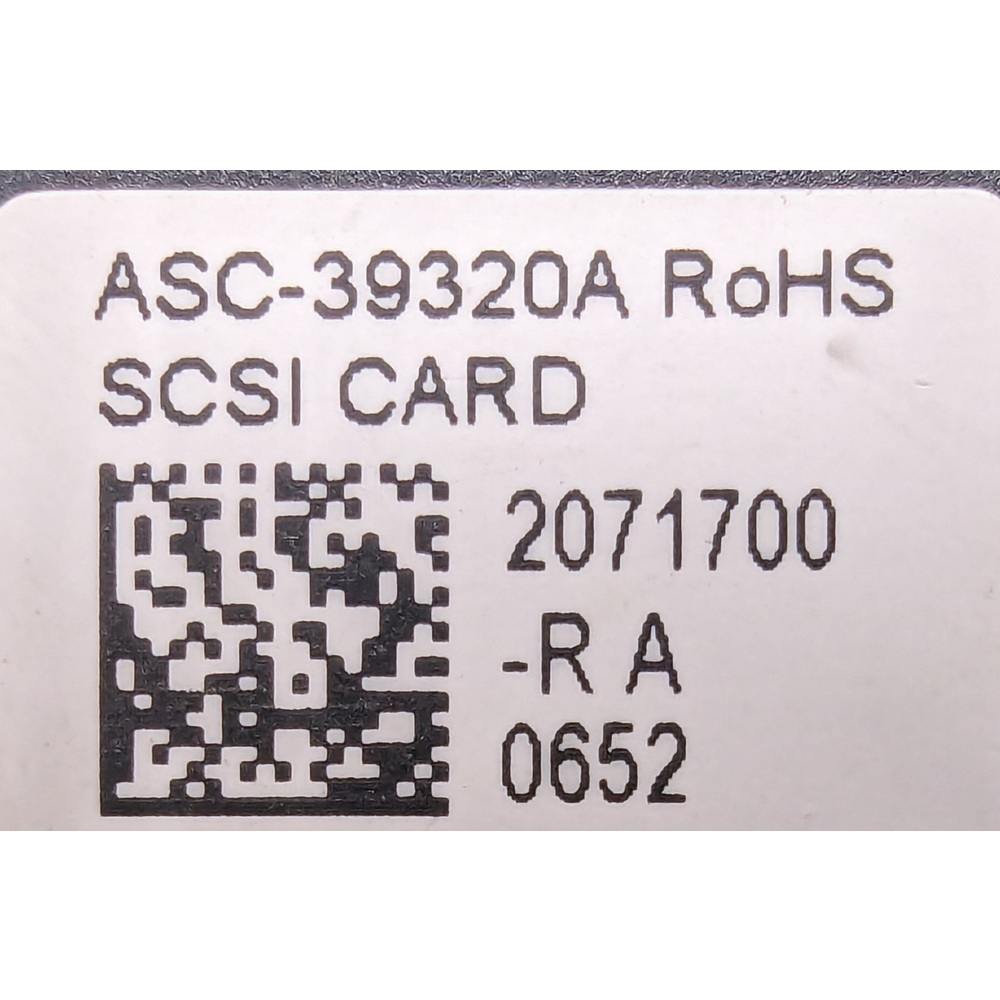 ASC-39320A RoHS
SCSI CARD
2071700
-R A
0652